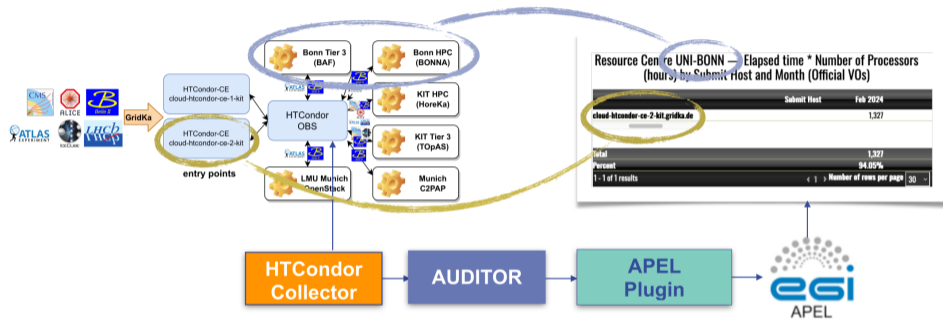 CMS
ALICE
ATLAS
EXPERIMENT
LHCb
GridKa
HTCondor-CE
cloud-htcondor-ce-1-kit
HTCondor-CE
cloud-htcondor-ce-2-kit
entry points
HTCondor
OBS
Bonn Tier 3
(BAF)
Bonn HPC
(BONNA)
KIT HPC
(HoreKa)
KIT Tier 3
(TOpAS)
LMU Munich
OpenStack
Munich
C2PAP
ATLAS
ATLAS
Resource Centre UNI-BONN — Elapsed time * Number of Processors
(hours) by Submit Host and Month (Official VOs)
Submit Host Feb 2024
cloud-htcondor-ce-2-kit.gridka.de 1,327
Total 1,327
Percent 94.05%
1 - 1 of 1 results ‹ 1 › Number of rows per page 30
HTCondor
Collector
AUDITOR
APEL
Plugin
egi
APEL